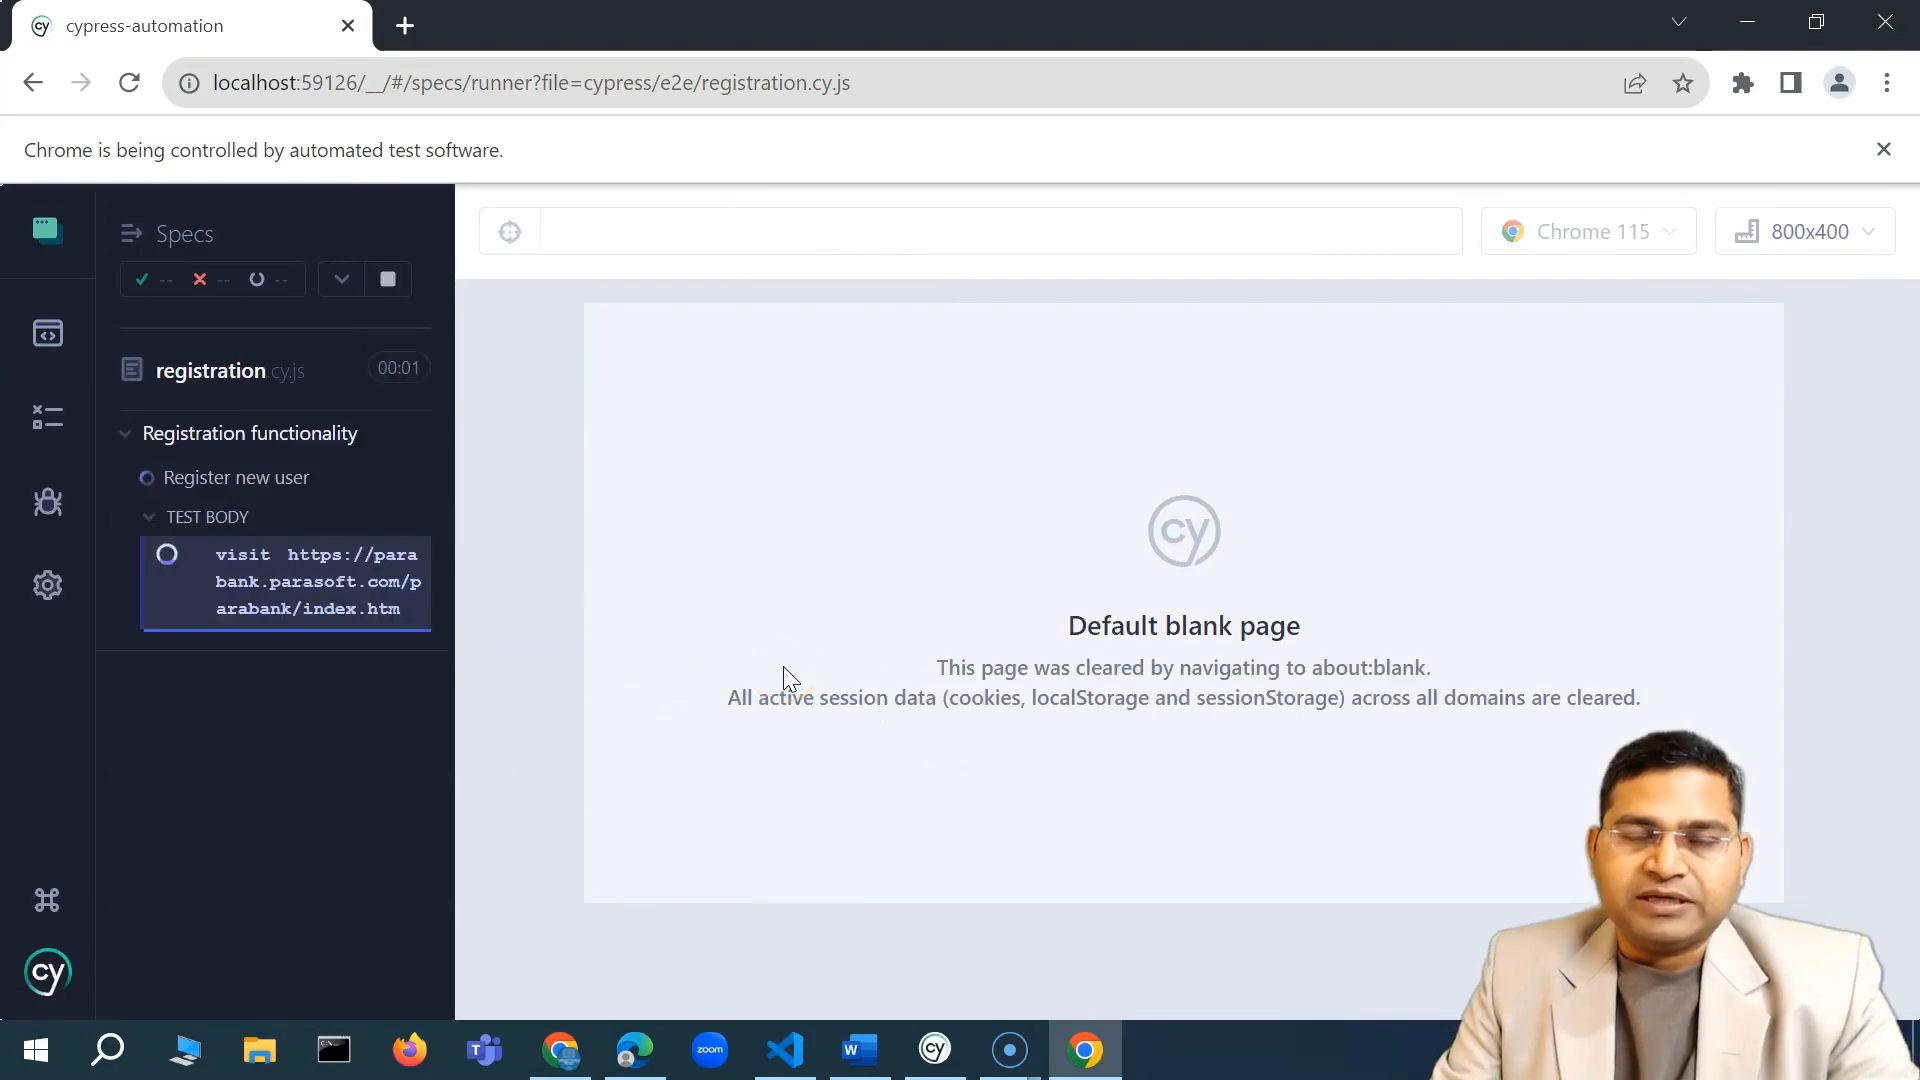 cypress-automation
localhost:59126/__/#/specs/runner?file=cypress/e2e/registration.cy.js
Chrome is being controlled by automated test software.
Specs
-- -- --
Chrome 115
800x400
registration.cy.js 00:01
Registration functionality
Register new user
TEST BODY
visit https://para
bank.parasoft.com/p
arabank/index.htm
cy
Default blank page
This page was cleared by navigating to about:blank.
All active session data (cookies, localStorage and sessionStorage) across all domains are cleared.
cy
T
zoom
W
cy